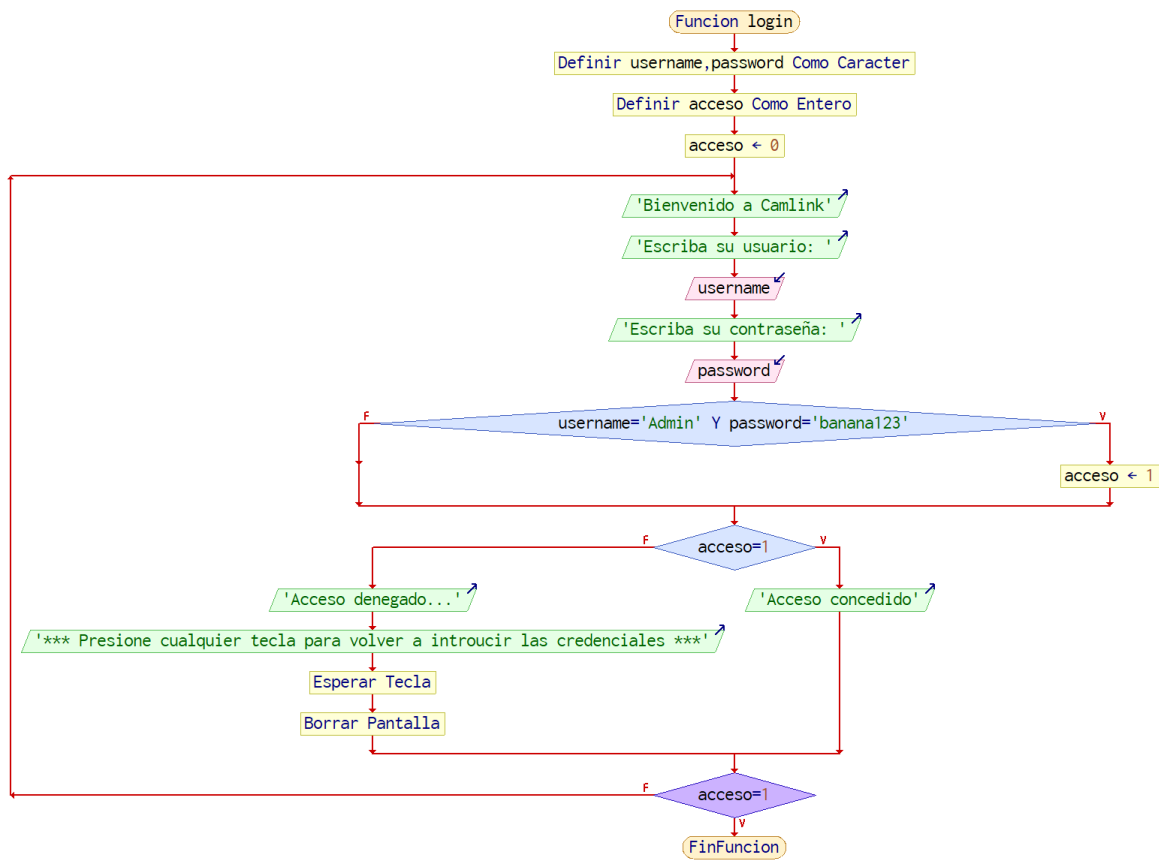 Funcion login
Definir username,password Como Caracter
Definir acceso Como Entero
acceso ← 0
'Bienvenido a Camlink'
'Escriba su usuario: '
username
'Escriba su contraseña: '
password
F
V
username='Admin' Y password='banana123'
acceso ← 1
F
V
acceso=1
'Acceso denegado...'
'Acceso concedido'
'*** Presione cualquier tecla para volver a introucir las credenciales ***'
Esperar Tecla
Borrar Pantalla
F
acceso=1
V
FinFuncion